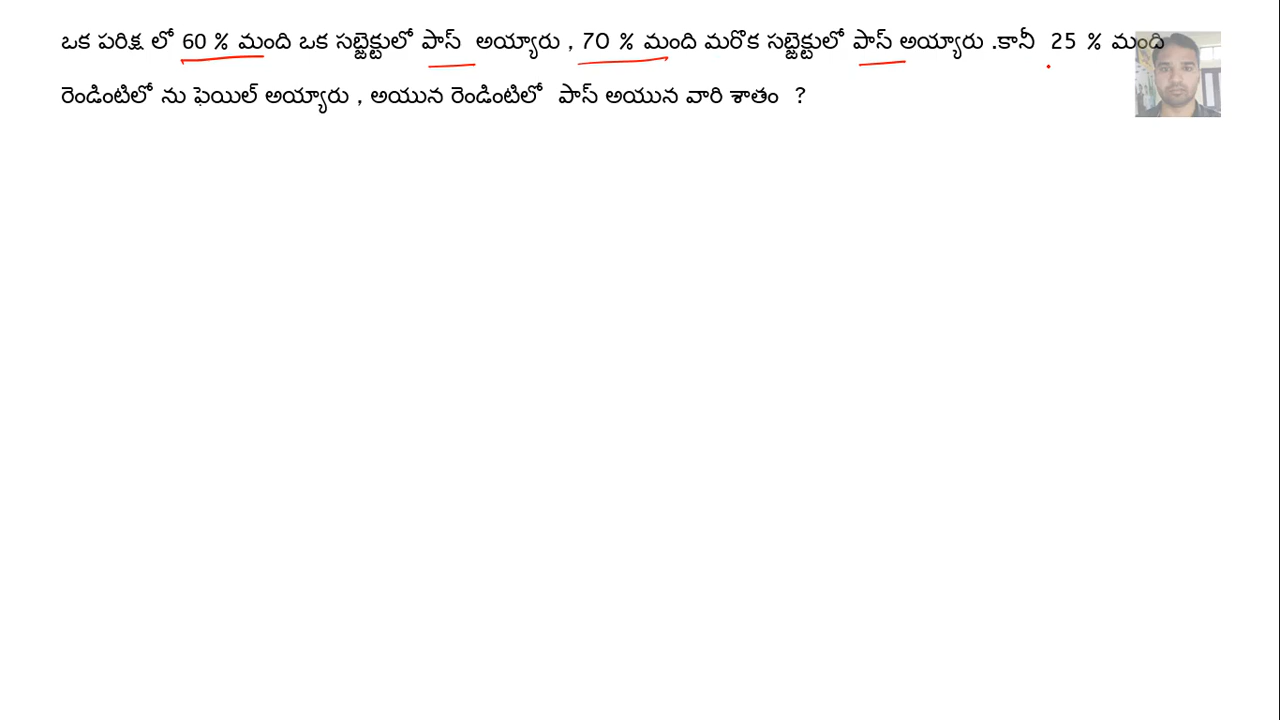 ఒక పరిక్ష లో 60 % మంది ఒక సబ్జెక్టులో పాస్ అయ్యారు , 70 % మంది మరొక సబ్జెక్టులో పాస్ అయ్యారు .కానీ 25 % మంది
రెండింటిలో ను ఫెయిల్ అయ్యారు , అయున రెండింటిలో పాస్ అయున వారి శాతం ?